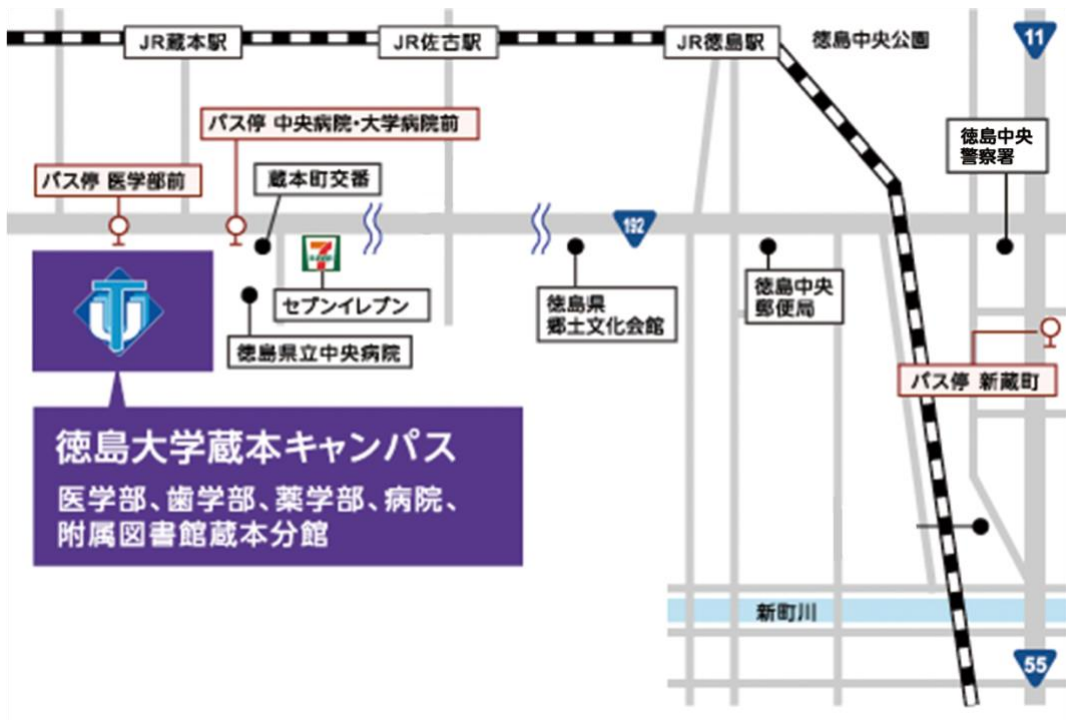 JR蔵本駅
JR佐古駅
JR徳島駅
徳島中央公園
11
バス停 中央病院・大学病院前
徳島中央
警察署
バス停 医学部前
蔵本町交番
192
セブンイレブン
徳島県
郷土文化会館
徳島中央
郵便局
徳島県立中央病院
バス停 新蔵町
徳島大学蔵本キャンパス
医学部、歯学部、薬学部、病院、
附属図書館蔵本分館
新町川
55